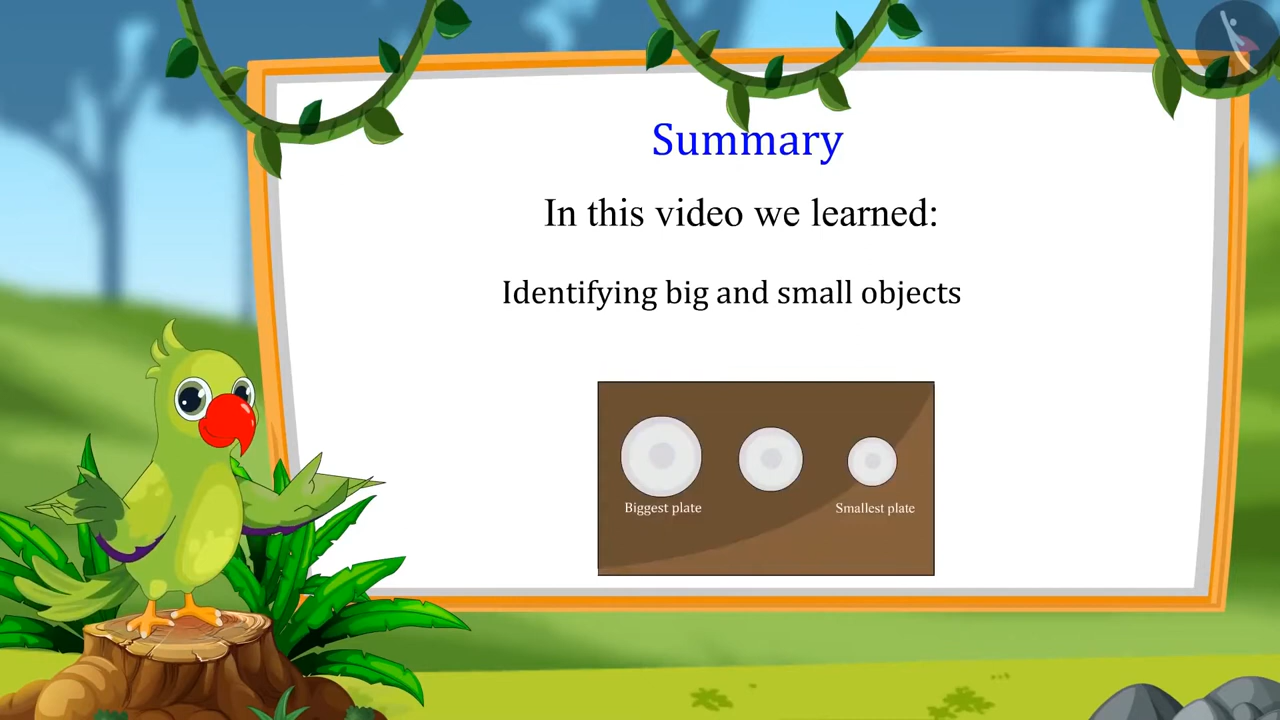 Summary
In this video we learned:
Identifying big and small objects
Biggest plate
Smallest plate